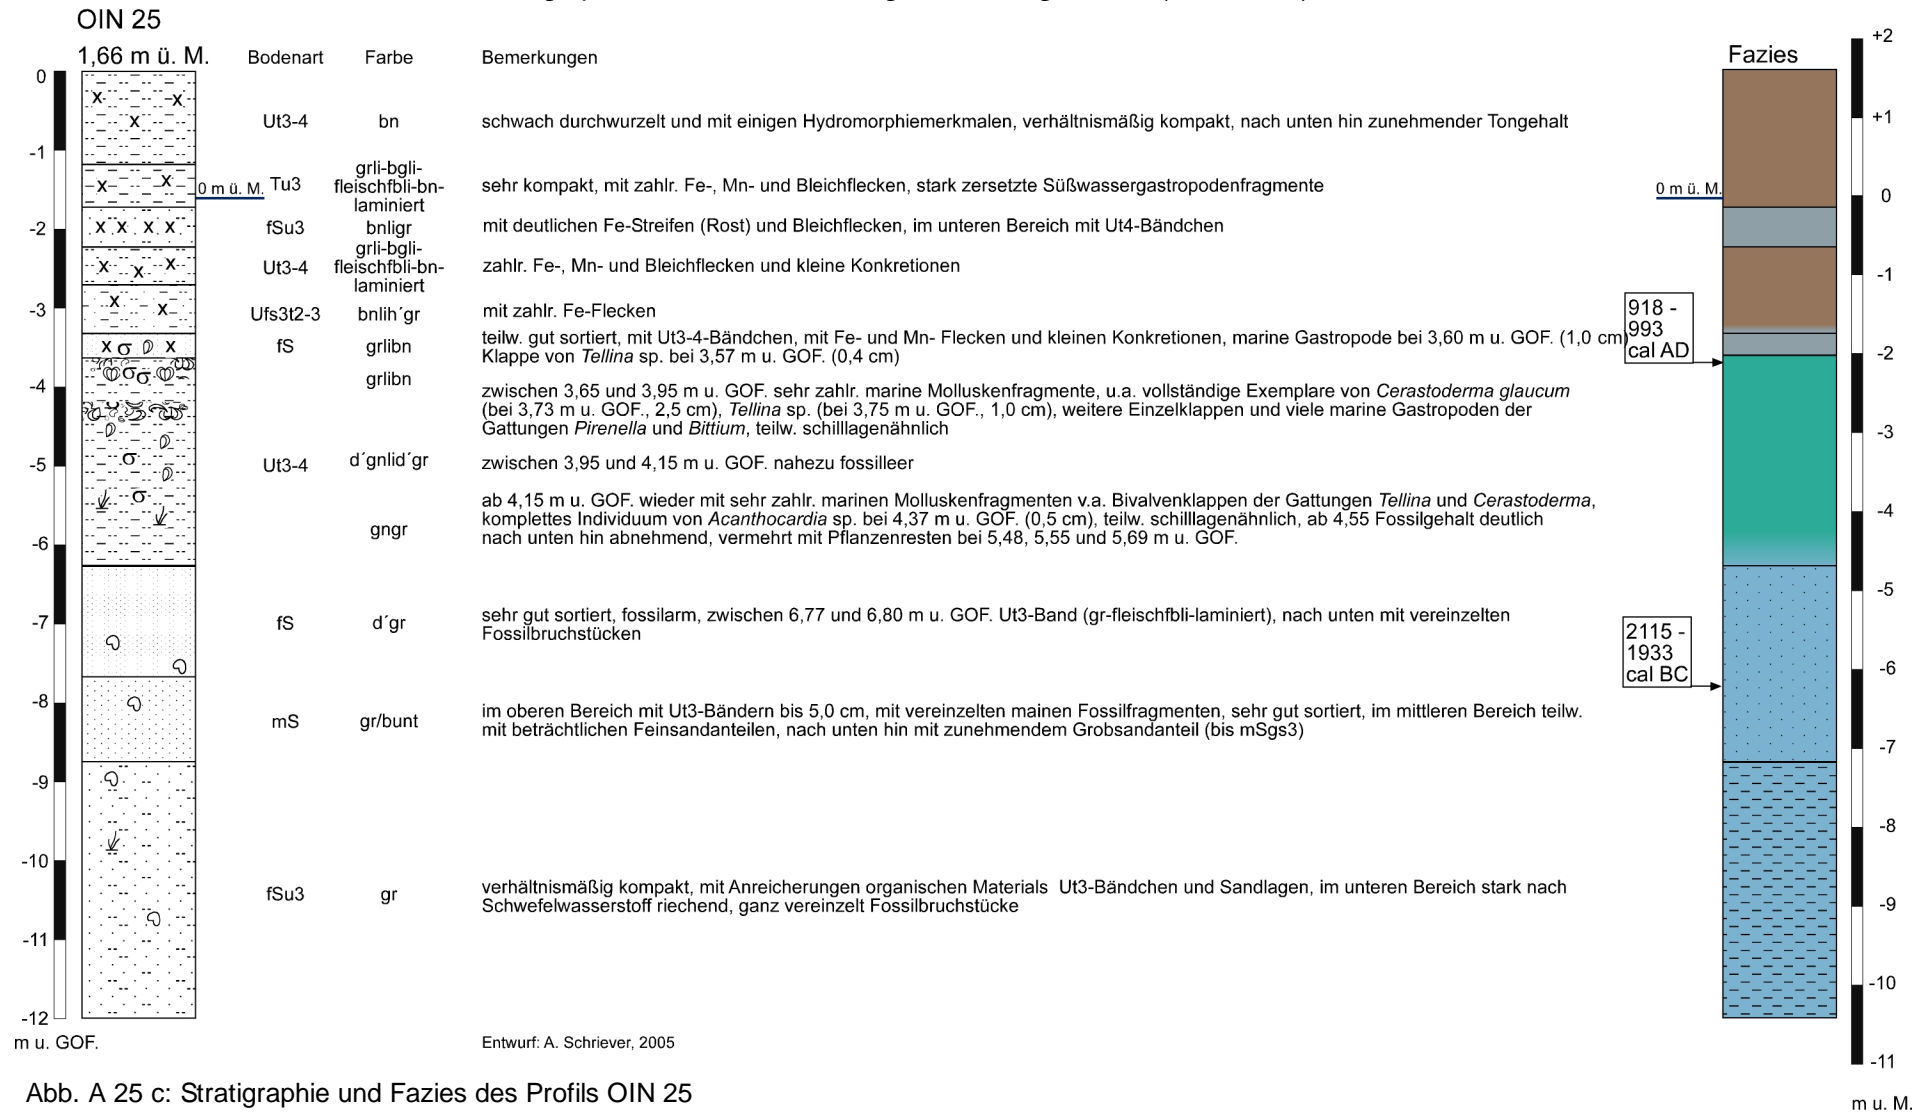 OIN 25
1,66 m ü. M.
Bodenart
Farbe
Bemerkungen
Fazies
0
-1
-2
-3
-4
-5
-6
-7
-8
-9
-10
-11
-12
m u. GOF.
0 m ü. M.
Ut3-4
bn
schwach durchwurzelt und mit einigen Hydromorphiemerkmalen, verhältnismäßig kompakt, nach unten hin zunehmender Tongehalt
Tu3
grli-bgli-
fleischfbli-bn-
laminiert
sehr kompakt, mit zahlr. Fe-, Mn- und Bleichflecken, stark zersetzte Süßwassergastropodenfragmente
fSu3
bnligr
mit deutlichen Fe-Streifen (Rost) und Bleichflecken, im unteren Bereich mit Ut4-Bändchen
Ut3-4
grli-bgli-
fleischfbli-bn-
laminiert
zahlr. Fe-, Mn- und Bleichflecken und kleine Konkretionen
Ufs3t2-3
bnlih´gr
mit zahlr. Fe-Flecken
fS
grlibn
teilw. gut sortiert, mit Ut3-4-Bändchen, mit Fe- und Mn- Flecken und kleinen Konkretionen, marine Gastropode bei 3,60 m u. GOF. (1,0 cm)
Klappe von Tellina sp. bei 3,57 m u. GOF. (0,4 cm)
grlibn
zwischen 3,65 und 3,95 m u. GOF. sehr zahlr. marine Molluskenfragmente, u.a. vollständige Exemplare von Cerastoderma glaucum
(bei 3,73 m u. GOF., 2,5 cm), Tellina sp. (bei 3,75 m u. GOF., 1,0 cm), weitere Einzelklappen und viele marine Gastropoden der
Gattungen Pirenella und Bittium, teilw. schilllagenähnlich
Ut3-4
d´gnlid´gr
zwischen 3,95 und 4,15 m u. GOF. nahezu fossilleer
gngr
ab 4,15 m u. GOF. wieder mit sehr zahlr. marinen Molluskenfragmenten v.a. Bivalvenklappen der Gattungen Tellina und Cerastoderma,
komplettes Individuum von Acanthocardia sp. bei 4,37 m u. GOF. (0,5 cm), teilw. schilllagenähnlich, ab 4,55 Fossilgehalt deutlich
nach unten hin abnehmend, vermehrt mit Pflanzenresten bei 5,48, 5,55 und 5,69 m u. GOF.
fS
d´gr
sehr gut sortiert, fossilarm, zwischen 6,77 und 6,80 m u. GOF. Ut3-Band (gr-fleischfbli-laminiert), nach unten mit vereinzelten
Fossilbruchstücken
mS
gr/bunt
im oberen Bereich mit Ut3-Bändern bis 5,0 cm, mit vereinzelten mainen Fossilfragmenten, sehr gut sortiert, im mittleren Bereich teilw.
mit beträchtlichen Feinsandanteilen, nach unten hin mit zunehmendem Grobsandanteil (bis mSgs3)
fSu3
gr
verhältnismäßig kompakt, mit Anreicherungen organischen Materials Ut3-Bändchen und Sandlagen, im unteren Bereich stark nach
Schwefelwasserstoff riechend, ganz vereinzelt Fossilbruchstücke
0 m ü. M.
918 -
993
cal AD
2115 -
1933
cal BC
+2
+1
0
-1
-2
-3
-4
-5
-6
-7
-8
-9
-10
-11
m u. M.
Entwurf: A. Schriever, 2005
Abb. A 25 c: Stratigraphie und Fazies des Profils OIN 25